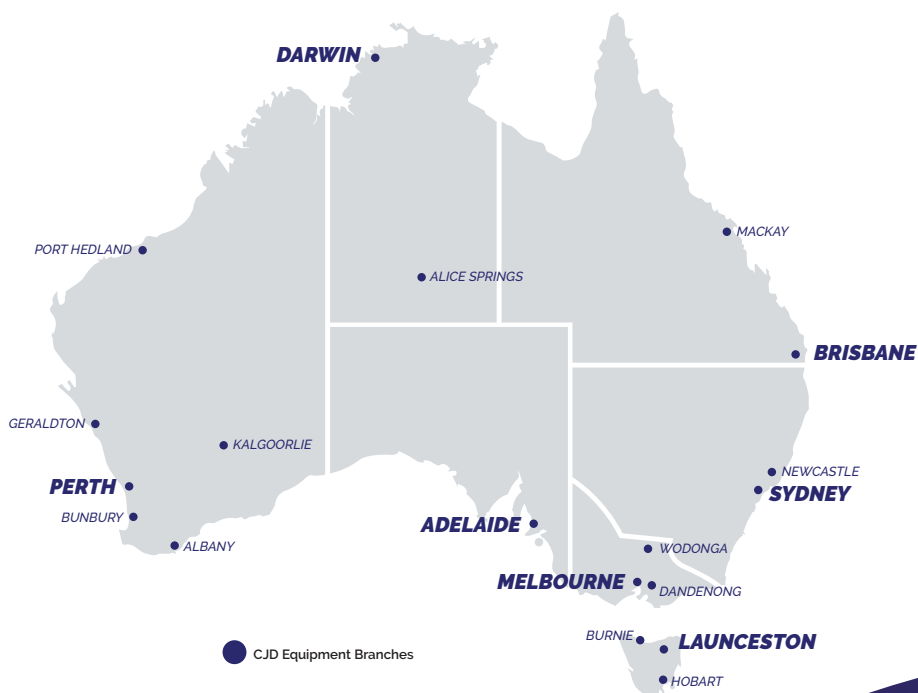 DARWIN
MACKAY
PORT HEDLAND
ALICE SPRINGS
BRISBANE
GERALDTON
KALGOORLIE
NEWCASTLE
PERTH
SYDNEY
BUNBURY
ADELAIDE
ALBANY
WODONGA
MELBOURNE
DANDENONG
BURNIE
LAUNCESTON
CJD Equipment Branches
HOBART